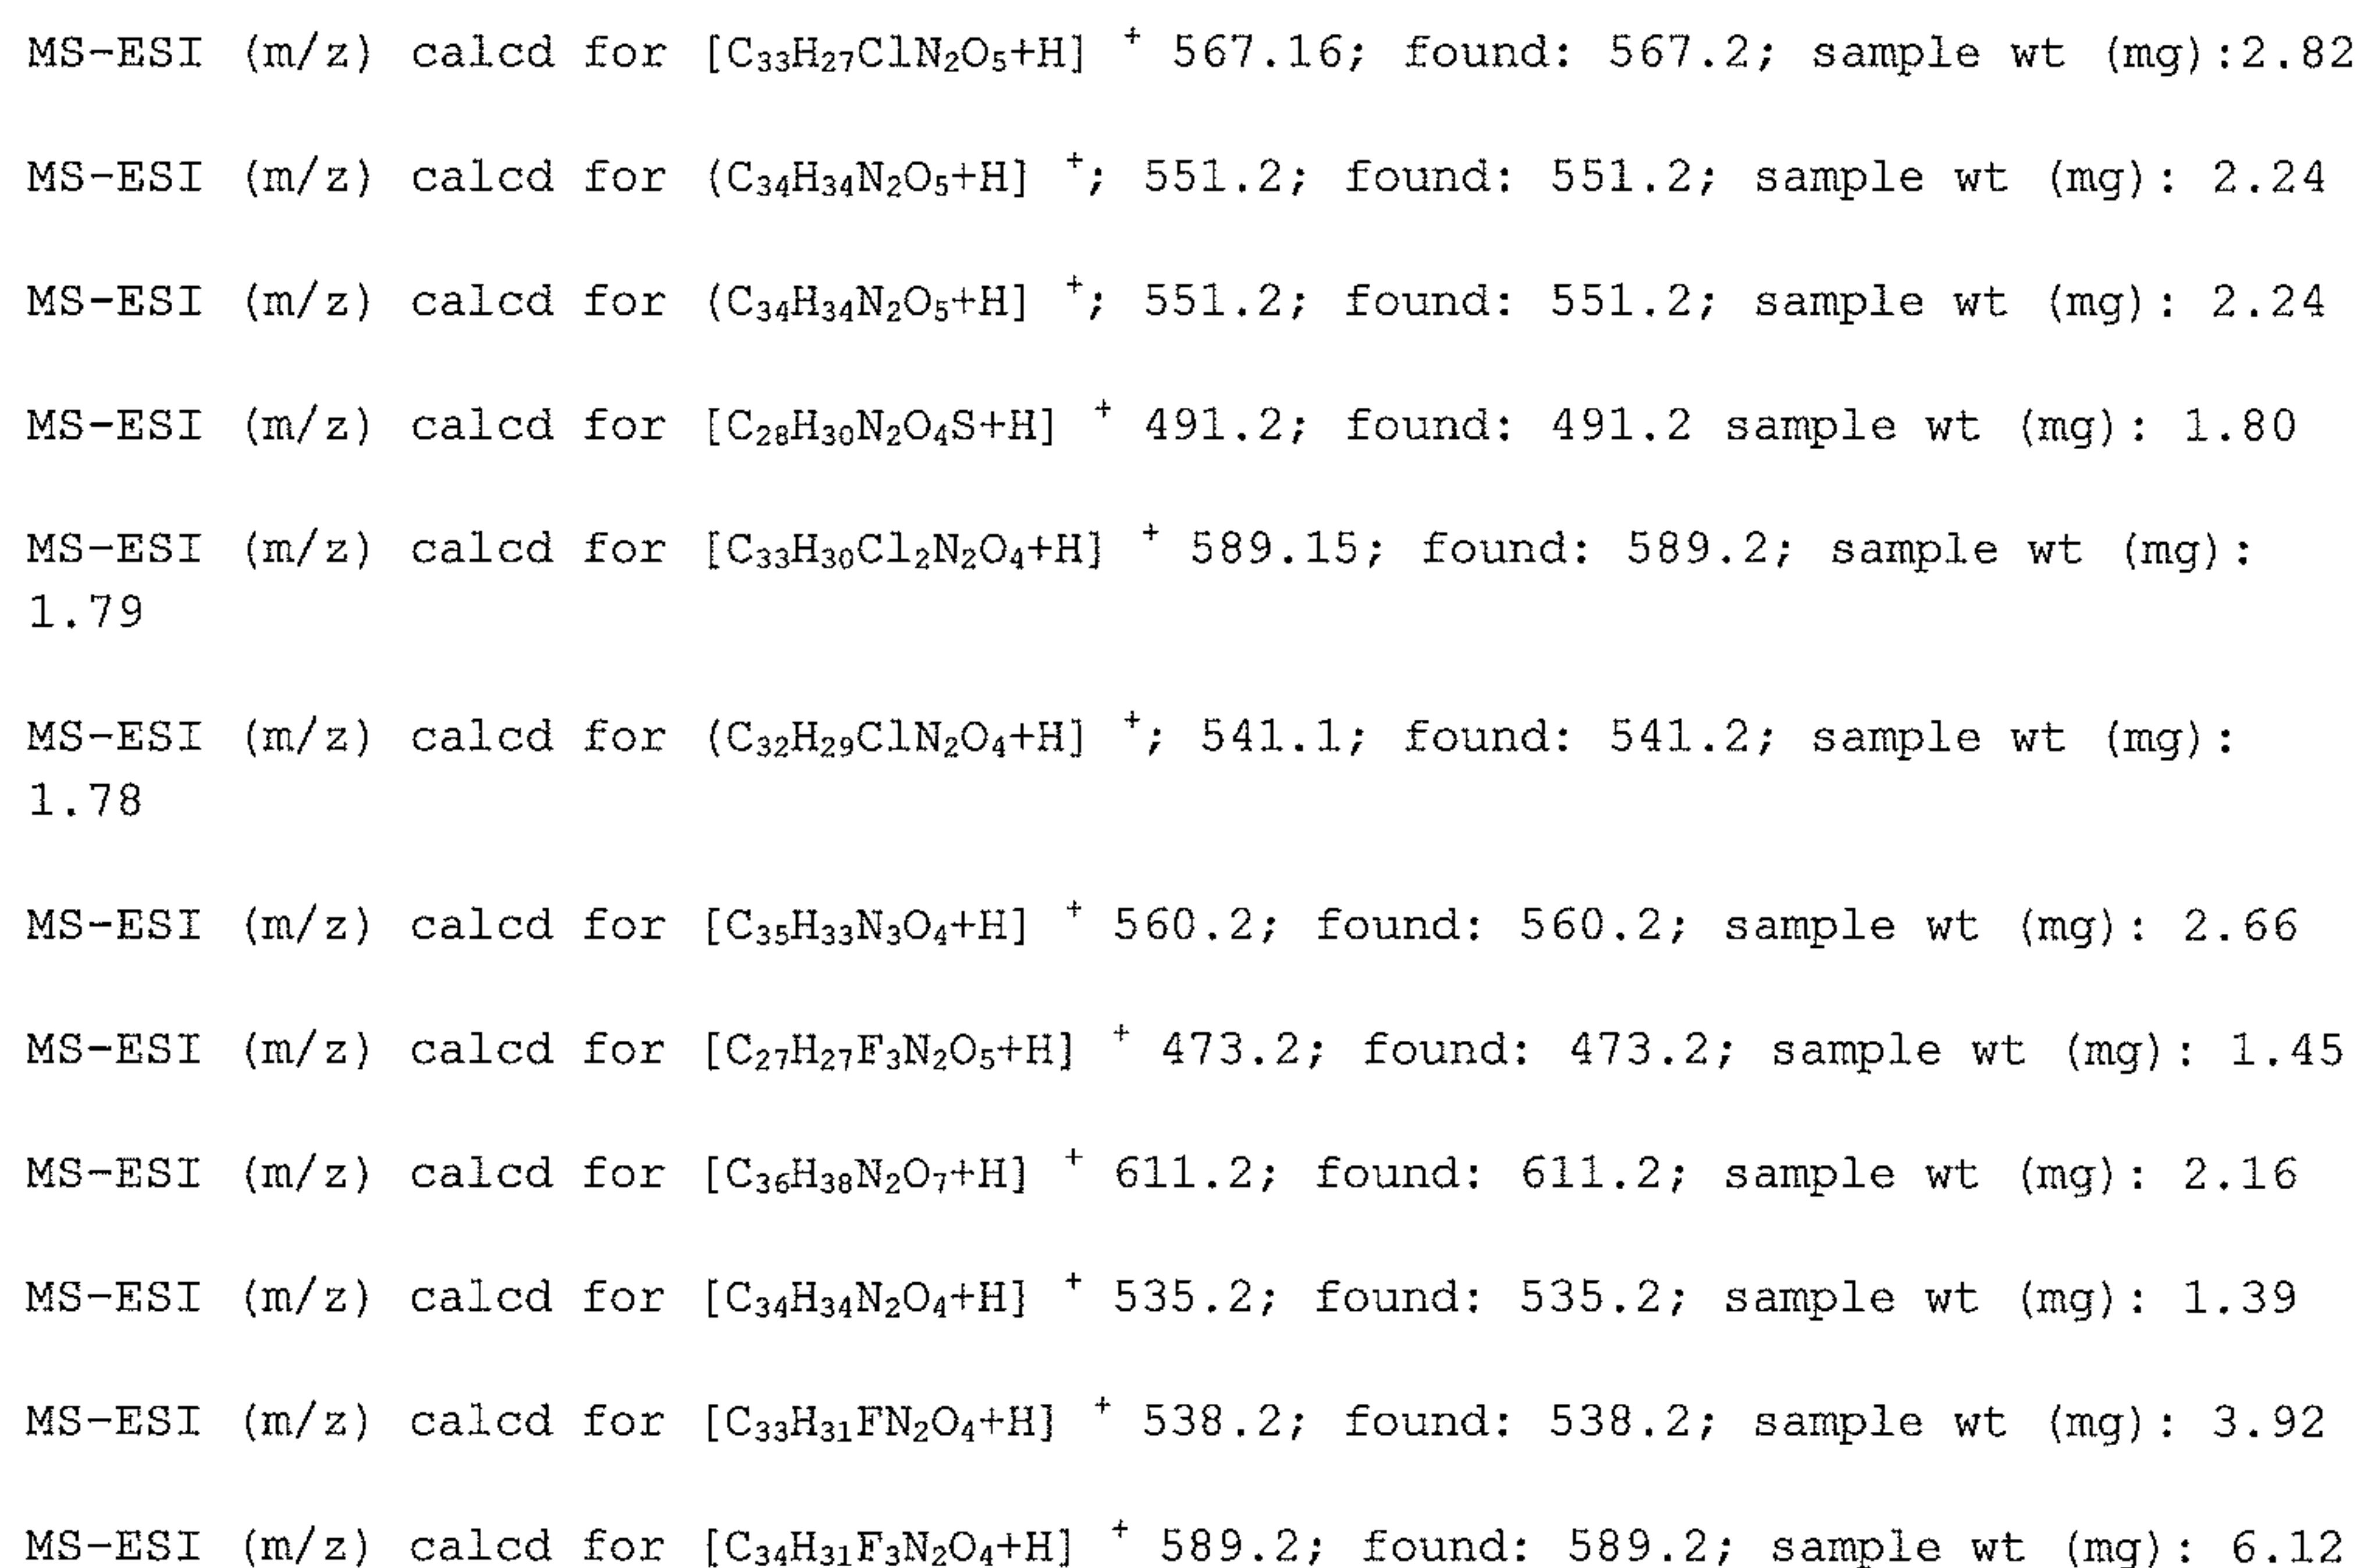 MS-ESI (m/z) calcd for [C₃₃H₂₇ClN₂O₅+H] ⁺ 567.16; found: 567.2; sample wt (mg):2.82
MS-ESI (m/z) calcd for (C₃₄H₃₄N₂O₅+H] ⁺; 551.2; found: 551.2; sample wt (mg): 2.24
MS-ESI (m/z) calcd for (C₃₄H₃₄N₂O₅+H] ⁺; 551.2; found: 551.2; sample wt (mg): 2.24
MS-ESI (m/z) calcd for [C₂₈H₃₀N₂O₄S+H] ⁺ 491.2; found: 491.2 sample wt (mg): 1.80
MS-ESI (m/z) calcd for [C₃₃H₃₀Cl₂N₂O₄+H] ⁺ 589.15; found: 589.2; sample wt (mg):
1.79
MS-ESI (m/z) calcd for (C₃₂H₂₉ClN₂O₄+H] ⁺; 541.1; found: 541.2; sample wt (mg):
1.78
MS-ESI (m/z) calcd for [C₃₅H₃₃N₃O₄+H] ⁺ 560.2; found: 560.2; sample wt (mg): 2.66
MS-ESI (m/z) calcd for [C₂₇H₂₇F₃N₂O₅+H] ⁺ 473.2; found: 473.2; sample wt (mg): 1.45
MS-ESI (m/z) calcd for [C₃₆H₃₈N₂O₇+H] ⁺ 611.2; found: 611.2; sample wt (mg): 2.16
MS-ESI (m/z) calcd for [C₃₄H₃₄N₂O₄+H] ⁺ 535.2; found: 535.2; sample wt (mg): 1.39
MS-ESI (m/z) calcd for [C₃₃H₃₁FN₂O₄+H] ⁺ 538.2; found: 538.2; sample wt (mg): 3.92
MS-ESI (m/z) calcd for [C₃₄H₃₁F₃N₂O₄+H] ⁺ 589.2; found: 589.2; sample wt (mg): 6.12